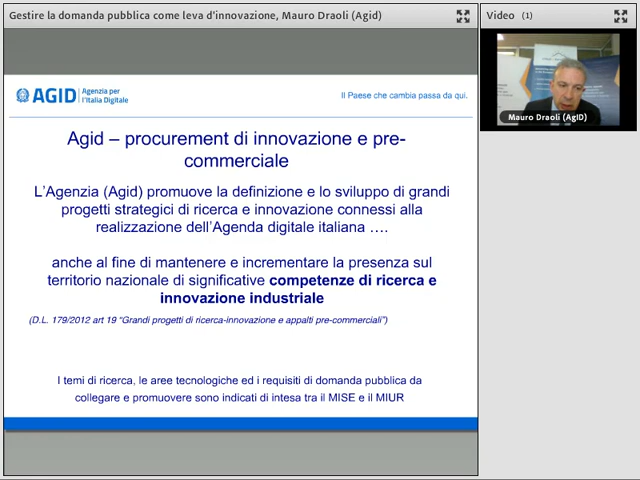 Gestire la domanda pubblica come leva d'innovazione, Mauro Draoli (Agid)
Video (1)
AGID Agenzia per
l'Italia Digitale
Il Paese che cambia passa da qui.
Mauro Draoli (AgID)
Agid – procurement di innovazione e pre-
commerciale
L'Agenzia (Agid) promuove la definizione e lo sviluppo di grandi
progetti strategici di ricerca e innovazione connessi alla
realizzazione dell'Agenda digitale italiana ….
anche al fine di mantenere e incrementare la presenza sul
territorio nazionale di significative competenze di ricerca e
innovazione industriale
(D.L. 179/2012 art 19 “Grandi progetti di ricerca-innovazione e appalti pre-commerciali”)
I temi di ricerca, le aree tecnologiche ed i requisiti di domanda pubblica da
collegare e promuovere sono indicati di intesa tra il MISE e il MIUR